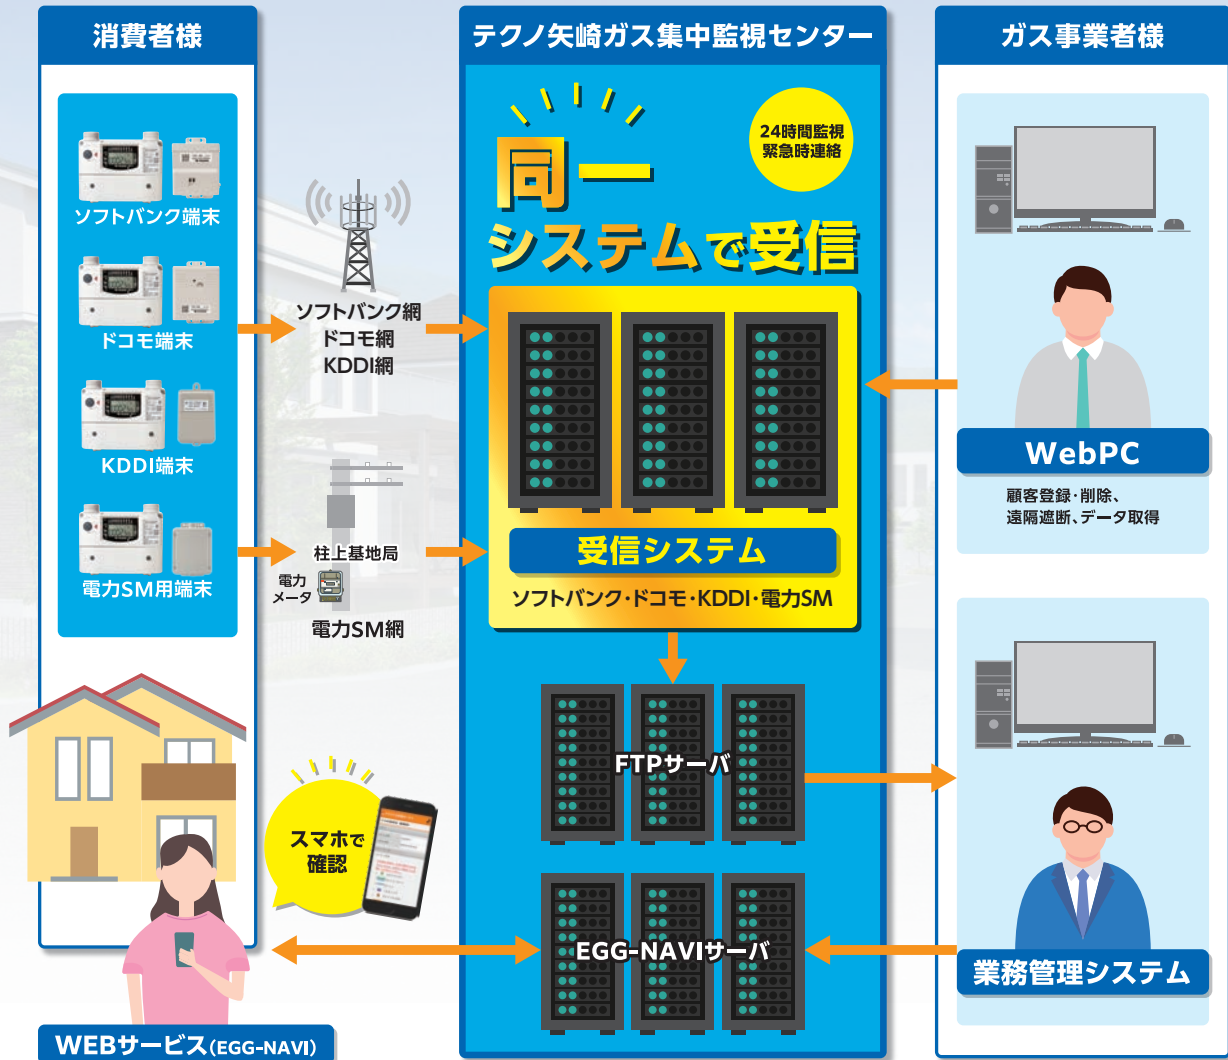 消費者様
ソフトバンク端末
ドコモ端末
KDDI端末
電力SM用端末
ソフトバンク網
ドコモ網
KDDI網
柱上基地局
電力
メータ
電力SM網
スマホで
確認
WEBサービス(EGG-NAVI)
テクノ矢崎ガス集中監視センター
24時間監視
緊急時連絡
同一
システムで受信
受信システム
ソフトバンク・ドコモ・KDDI・電力SM
FTPサーバ
EGG-NAVIサーバ
ガス事業者様
WebPC
顧客登録・削除、
遠隔遮断、データ取得
業務管理システム